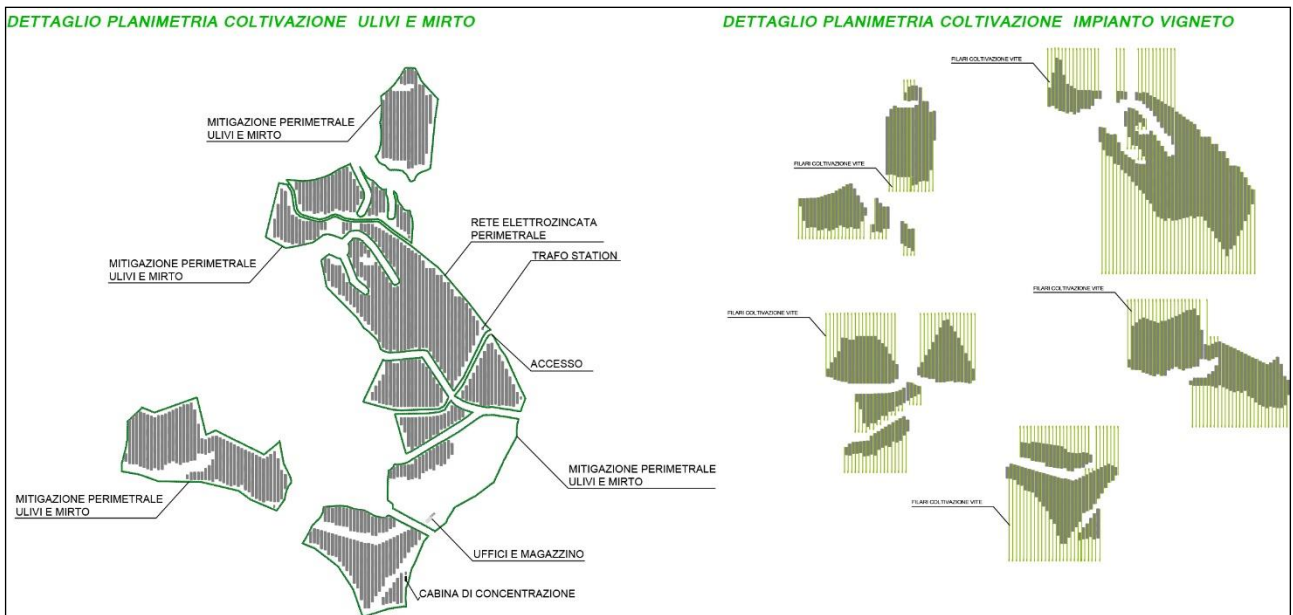 DETTAGLIO PLANIMETRIA COLTIVAZIONE ULIVI E MIRTO
MITIGAZIONE PERIMETRALE
ULIVI E MIRTO
RETE ELETTROZINCATA
PERIMETRALE
TRAFO STATION
MITIGAZIONE PERIMETRALE
ULIVI E MIRTO
ACCESSO
MITIGAZIONE PERIMETRALE
ULIVI E MIRTO
MITIGAZIONE PERIMETRALE
ULIVI E MIRTO
UFFICI E MAGAZZINO
CABINA DI CONCENTRAZIONE
DETTAGLIO PLANIMETRIA COLTIVAZIONE IMPIANTO VIGNETO
FILARI COLTIVAZIONE VITE
FILARI COLTIVAZIONE VITE
FILARI COLTIVAZIONE VITE
FILARI COLTIVAZIONE VITE
FILARI COLTIVAZIONE VITE